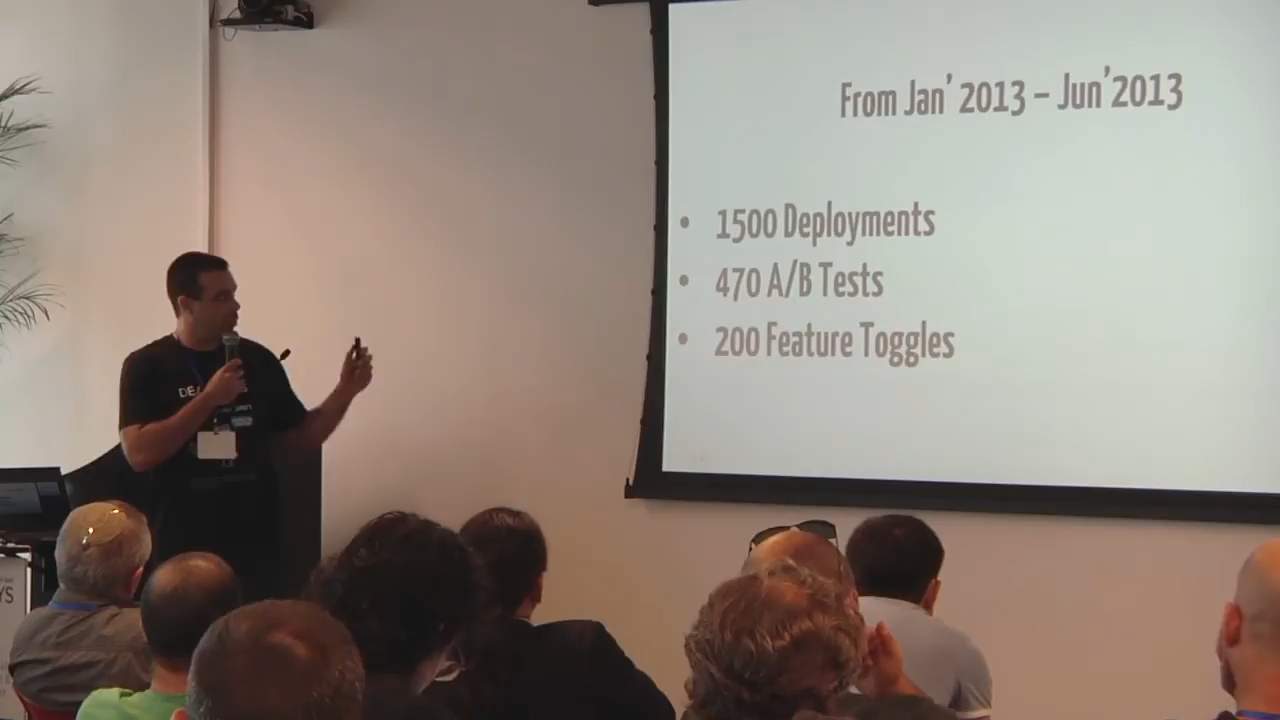 From Jan' 2013 – Jun'2013
• 1500 Deployments
• 470 A/B Tests
• 200 Feature Toggles